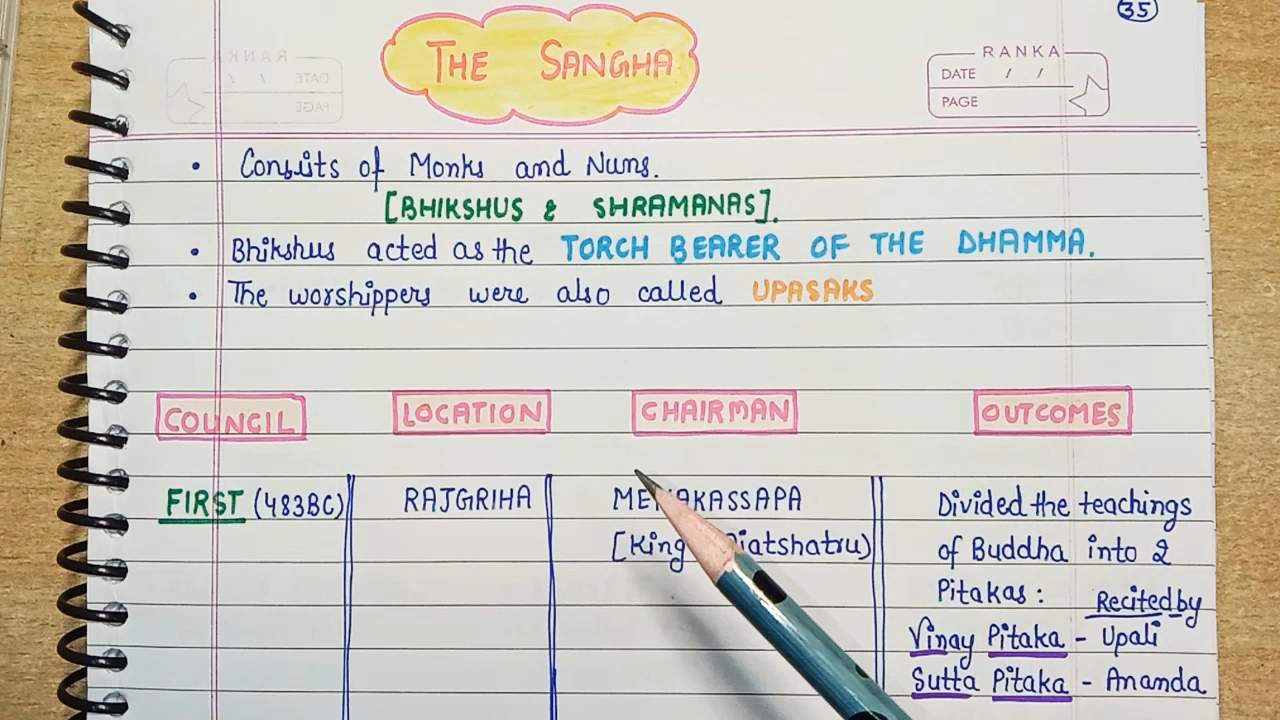 35
THE SANGHA
RANKA
DATE / /
PAGE
• Consists of Monks and Nuns.
[BHIKSHUS & SHRAMANAS].
• Bhikshus acted as the TORCH BEARER OF THE DHAMMA.
• The worshippers were also called UPASAKS
COUNCIL LOCATION CHAIRMAN OUTCOMES
FIRST (483BC) RAJGRIHA Divided the teachings
[King of Buddha into 2
Pitakas: Recited by
Vinay Pitaka - Upali
Sutta Pitaka - Ananda